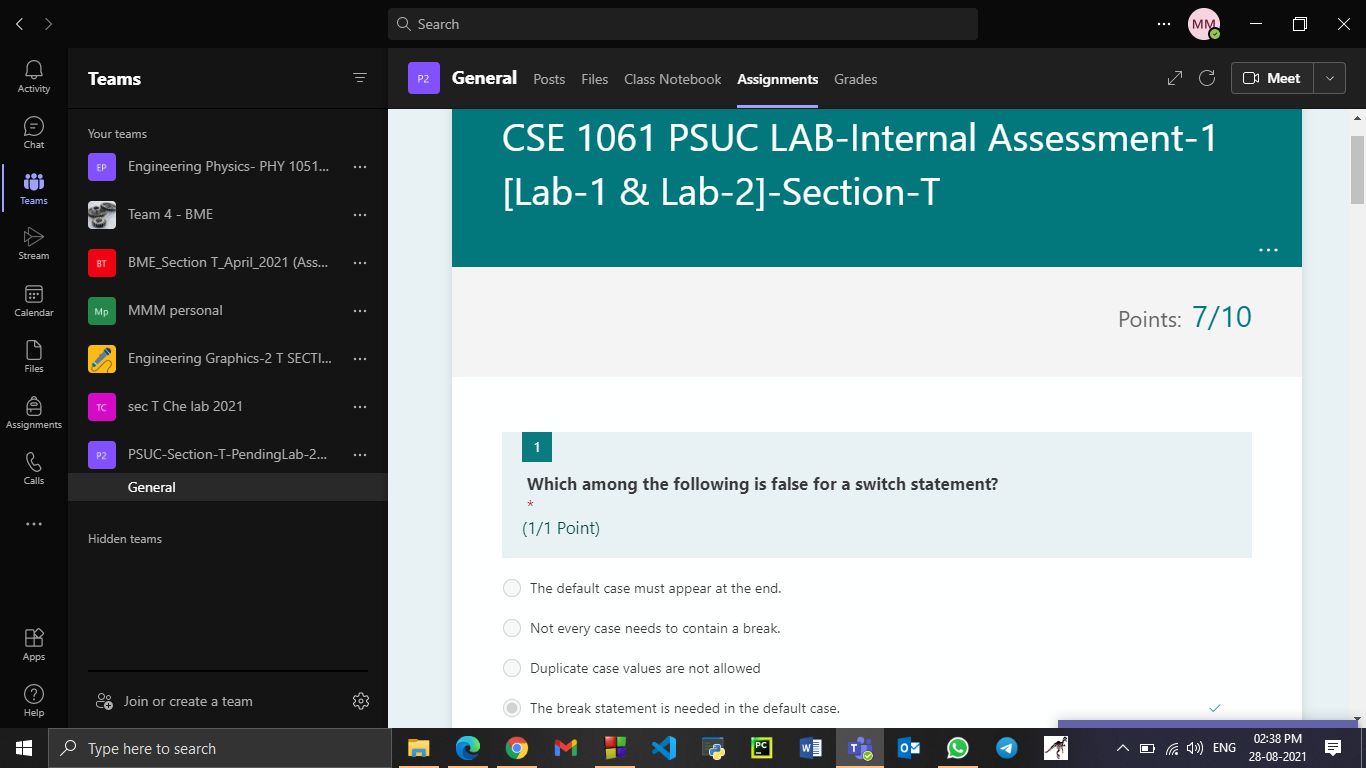 Search
MM
Activity
Chat
Teams
Stream
Calendar
Files
Assignments
Calls
Apps
Help
Teams
Your teams
EP Engineering Physics- PHY 1051...
Team 4 - BME
BT BME_Section T_April_2021 (Ass...
Mp MMM personal
Engineering Graphics-2 T SECTI...
TC sec T Che lab 2021
P2 PSUC-Section-T-PendingLab-2...
General
Hidden teams
Join or create a team
P2 General Posts Files Class Notebook Assignments Grades Meet
CSE 1061 PSUC LAB-Internal Assessment-1
[Lab-1 & Lab-2]-Section-T
Points: 7/10
1
Which among the following is false for a switch statement?
*
(1/1 Point)
The default case must appear at the end.
Not every case needs to contain a break.
Duplicate case values are not allowed
The break statement is needed in the default case.
Type here to search
PC
ENG
02:38 PM
28-08-2021